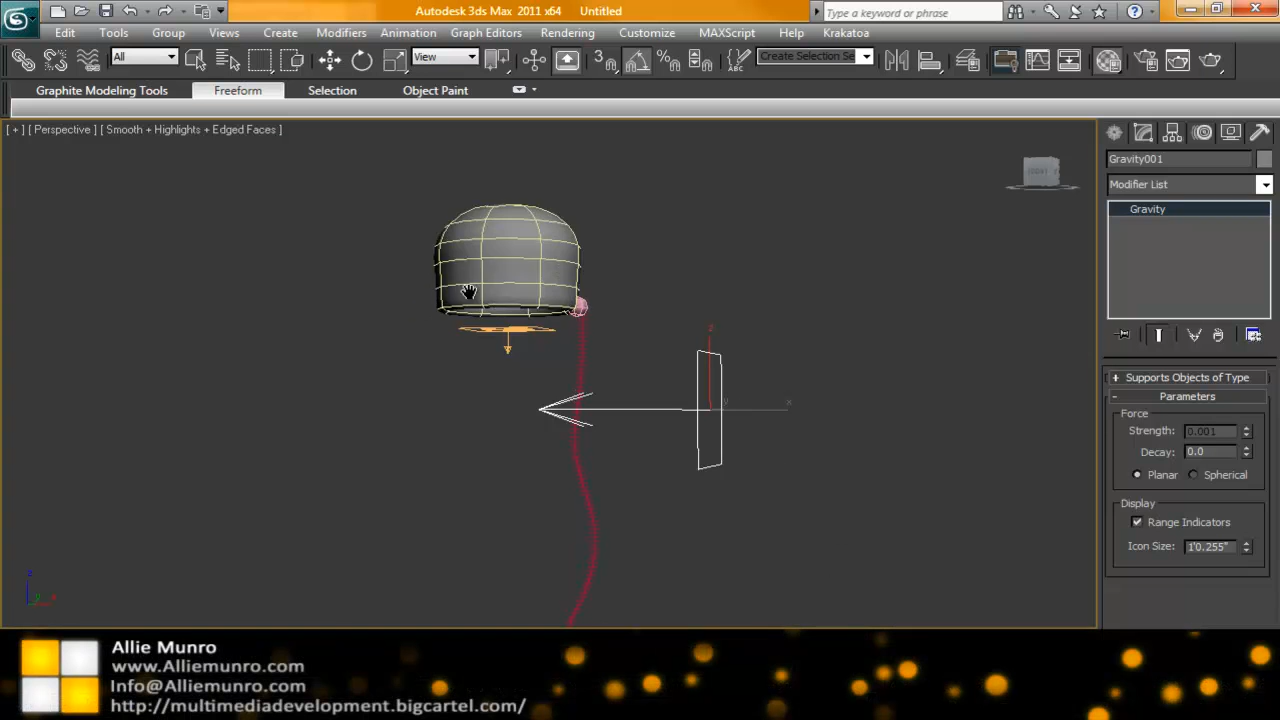 Autodesk 3ds Max 2011 x64 Untitled
Type a keyword or phrase
Edit Tools Group Views Create Modifiers Animation Graph Editors Rendering Customize MAXScript Help Krakatoa
All View 3 Create Selection Se
Graphite Modeling Tools Freeform Selection Object Paint
[ + ] [ Perspective ] [ Smooth + Highlights + Edged Faces ]
Gravity001
Modifier List
Gravity
+ Supports Objects of Type
- Parameters
Force
Strength: 0.001
Decay: 0.0
Planar Spherical
Display
Range Indicators
Icon Size: 1'0.255"
z
y x
z
y x
Allie Munro
www.Alliemunro.com
Info@Alliemunro.com
http://multimediadevelopment.bigcartel.com/